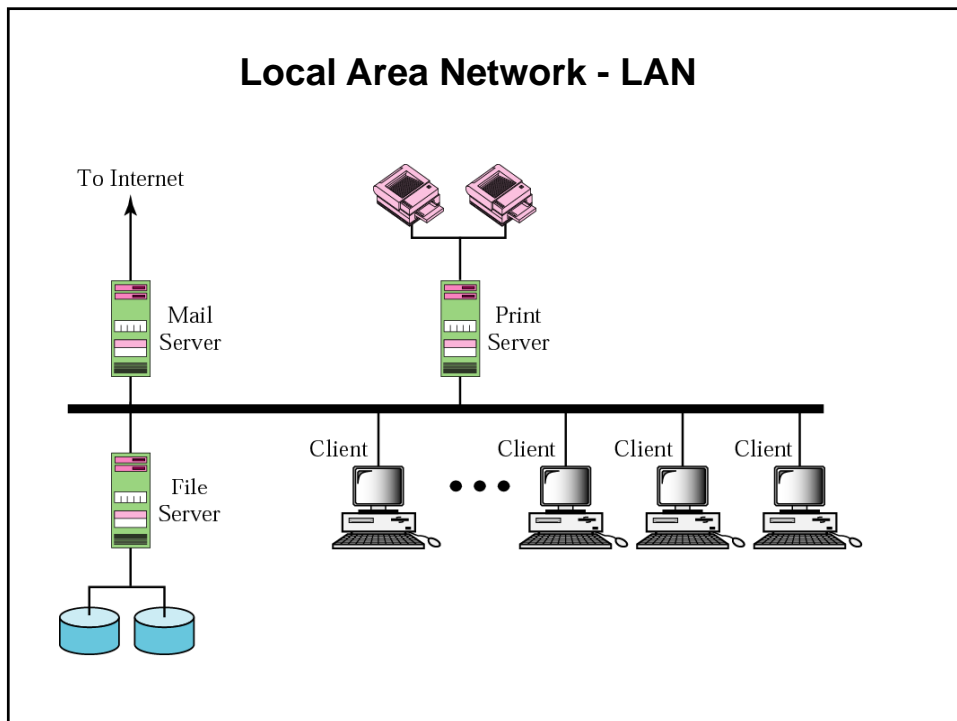 Local Area Network - LAN
To Internet
Mail
Server
Print
Server
Client
Client
Client
Client
File
Server